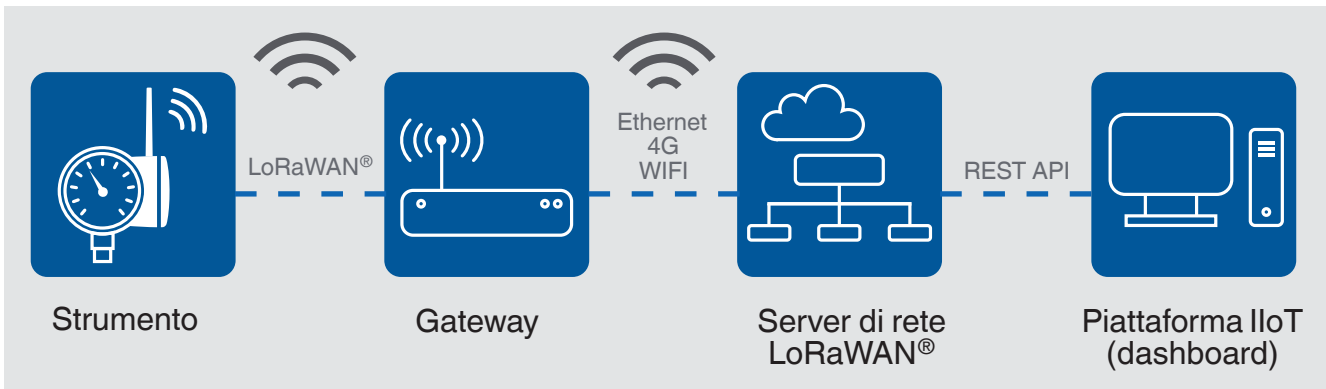 LoRaWAN®
Ethernet
4G
WIFI
REST API
Strumento
Gateway
Server di rete
LoRaWAN®
Piattaforma IIoT
(dashboard)